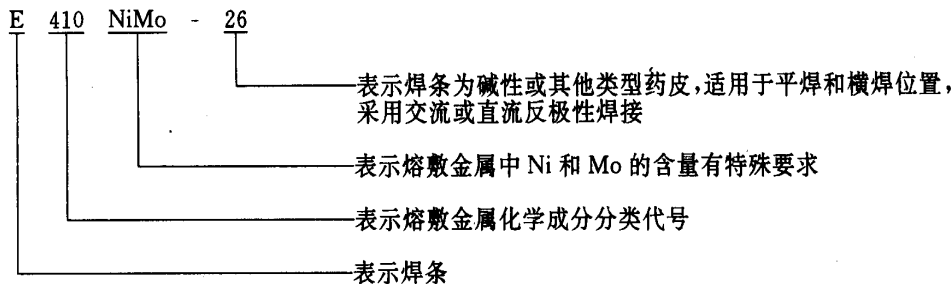 E 410 NiMo - 26
表示焊条为碱性或其他类型药皮,适用于平焊和横焊位置,
采用交流或直流反极性焊接
表示熔敷金属中 Ni 和 Mo 的含量有特殊要求
表示熔敷金属化学成分分类代号
表示焊条